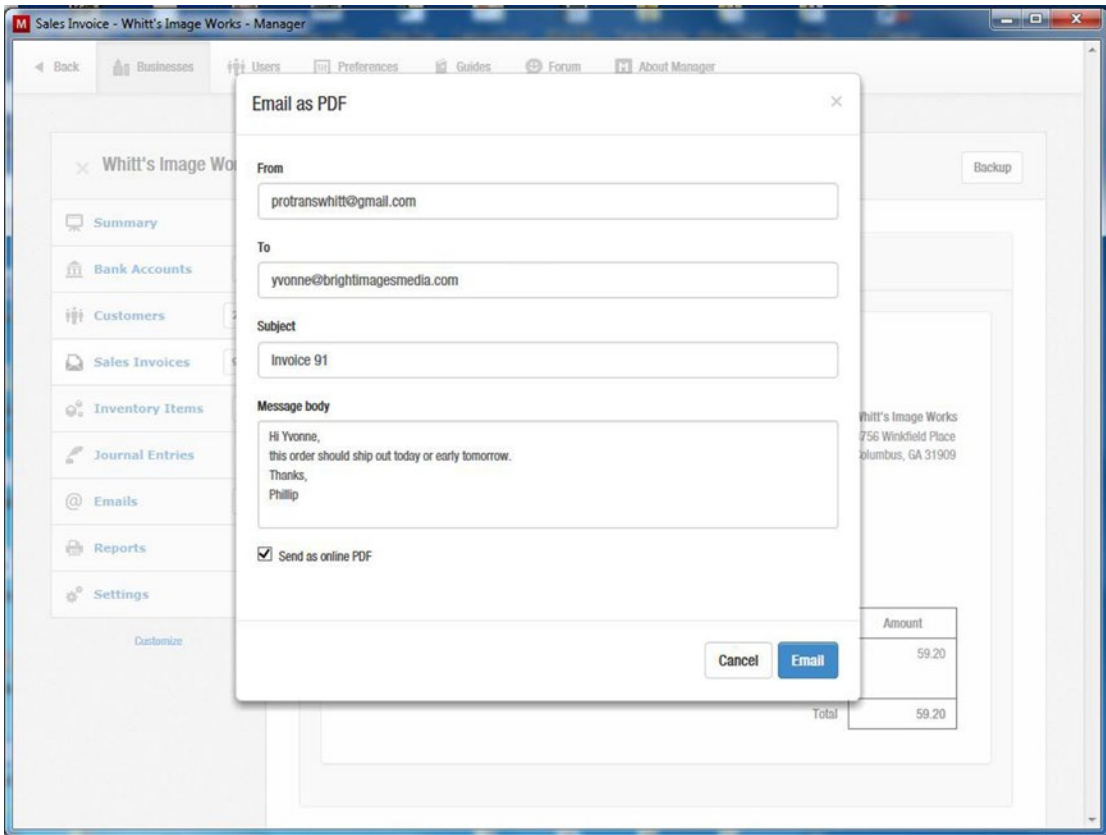 Sales Invoice - Whitt's Image Works - Manager
Back Businesses Users Preferences Guides Forum About Manager
Email as PDF
Whitt's Image Wo
Backup
From
protranswhitt@gmail.com
Summary
To
Bank Accounts
yvonne@brightimagesmedia.com
Customers
Subject
Sales Invoices
Invoice 91
Inventory Items
Message body
Hi Yvonne,
this order should ship out today or early tomorrow.
Thanks,
Phillip
hitt's Image Works
756 Winkfield Place
olumbus, GA 31909
Journal Entries
Emails
Reports
Send as online PDF
Settings
Customize
Cancel Email
Amount
59.20
Total 59.20